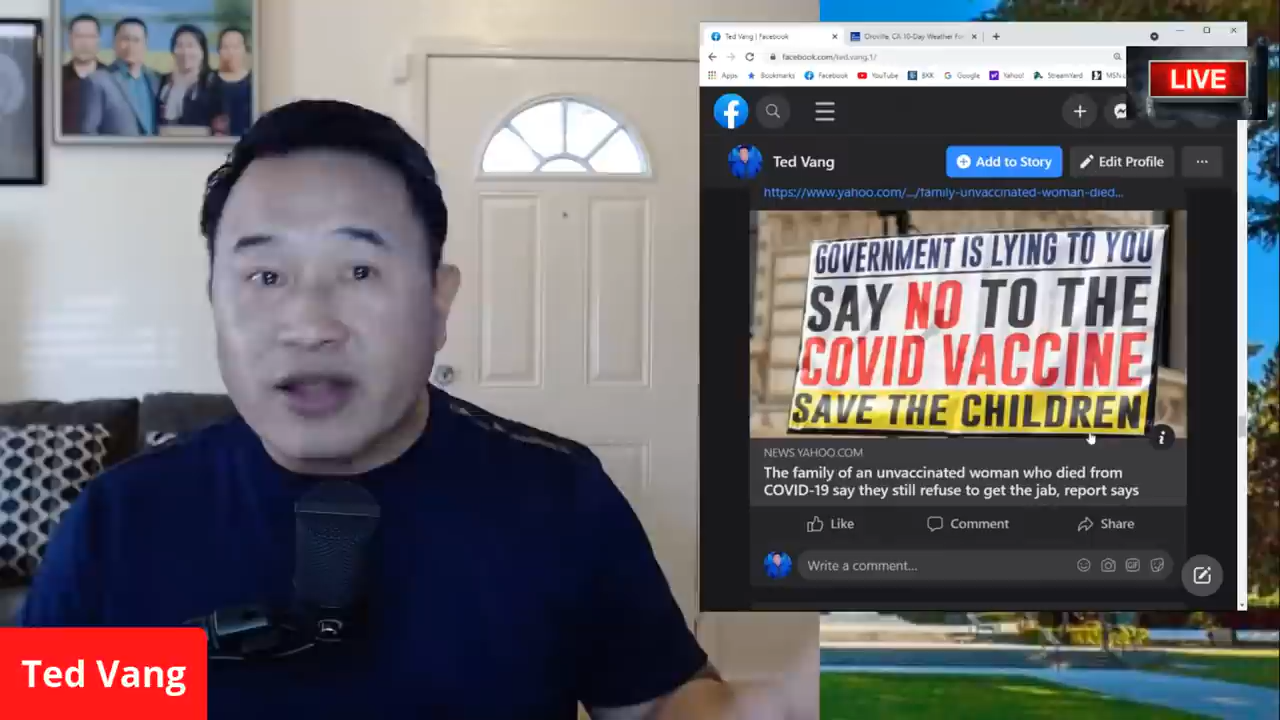 Ted Vang | Facebook
Oroville, CA 10-Day Weather For
facebook.com/ted.vang.1/
Apps
Bookmarks
Facebook
YouTube
BKK
Google
Yahoo!
StreamYard
MSN
LIVE
Ted Vang
Add to Story
Edit Profile
https://www.yahoo.com/.../family-unvaccinated-woman-died...
GOVERNMENT IS LYING TO YOU
SAY NO TO THE
COVID VACCINE
SAVE THE CHILDREN
NEWS.YAHOO.COM
The family of an unvaccinated woman who died from
COVID-19 say they still refuse to get the jab, report says
Like
Comment
Share
Write a comment...
GIF
Ted Vang